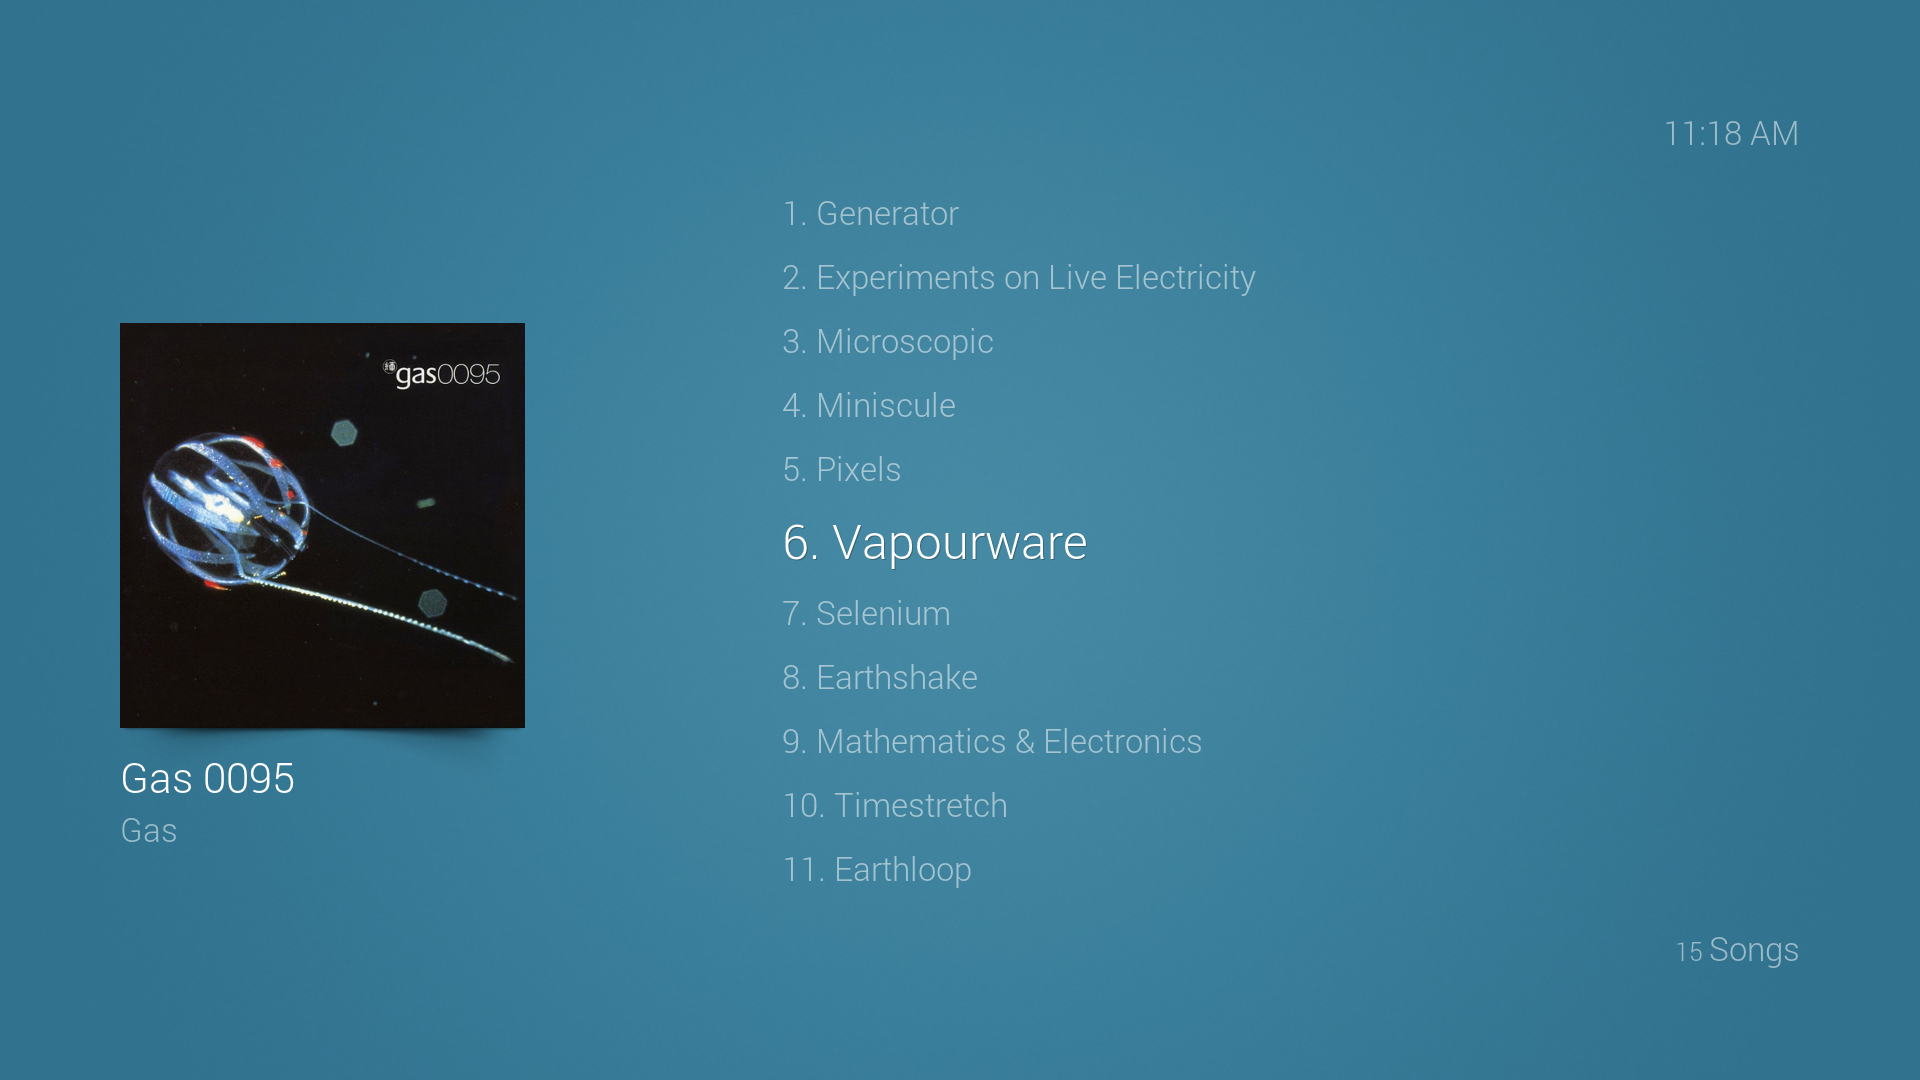 11:18 AM
1. Generator
2. Experiments on Live Electricity
3. Microscopic
4. Miniscule
5. Pixels
6. Vapourware
7. Selenium
8. Earthshake
9. Mathematics & Electronics
10. Timestretch
11. Earthloop
gas0095
Gas 0095
Gas
15 Songs